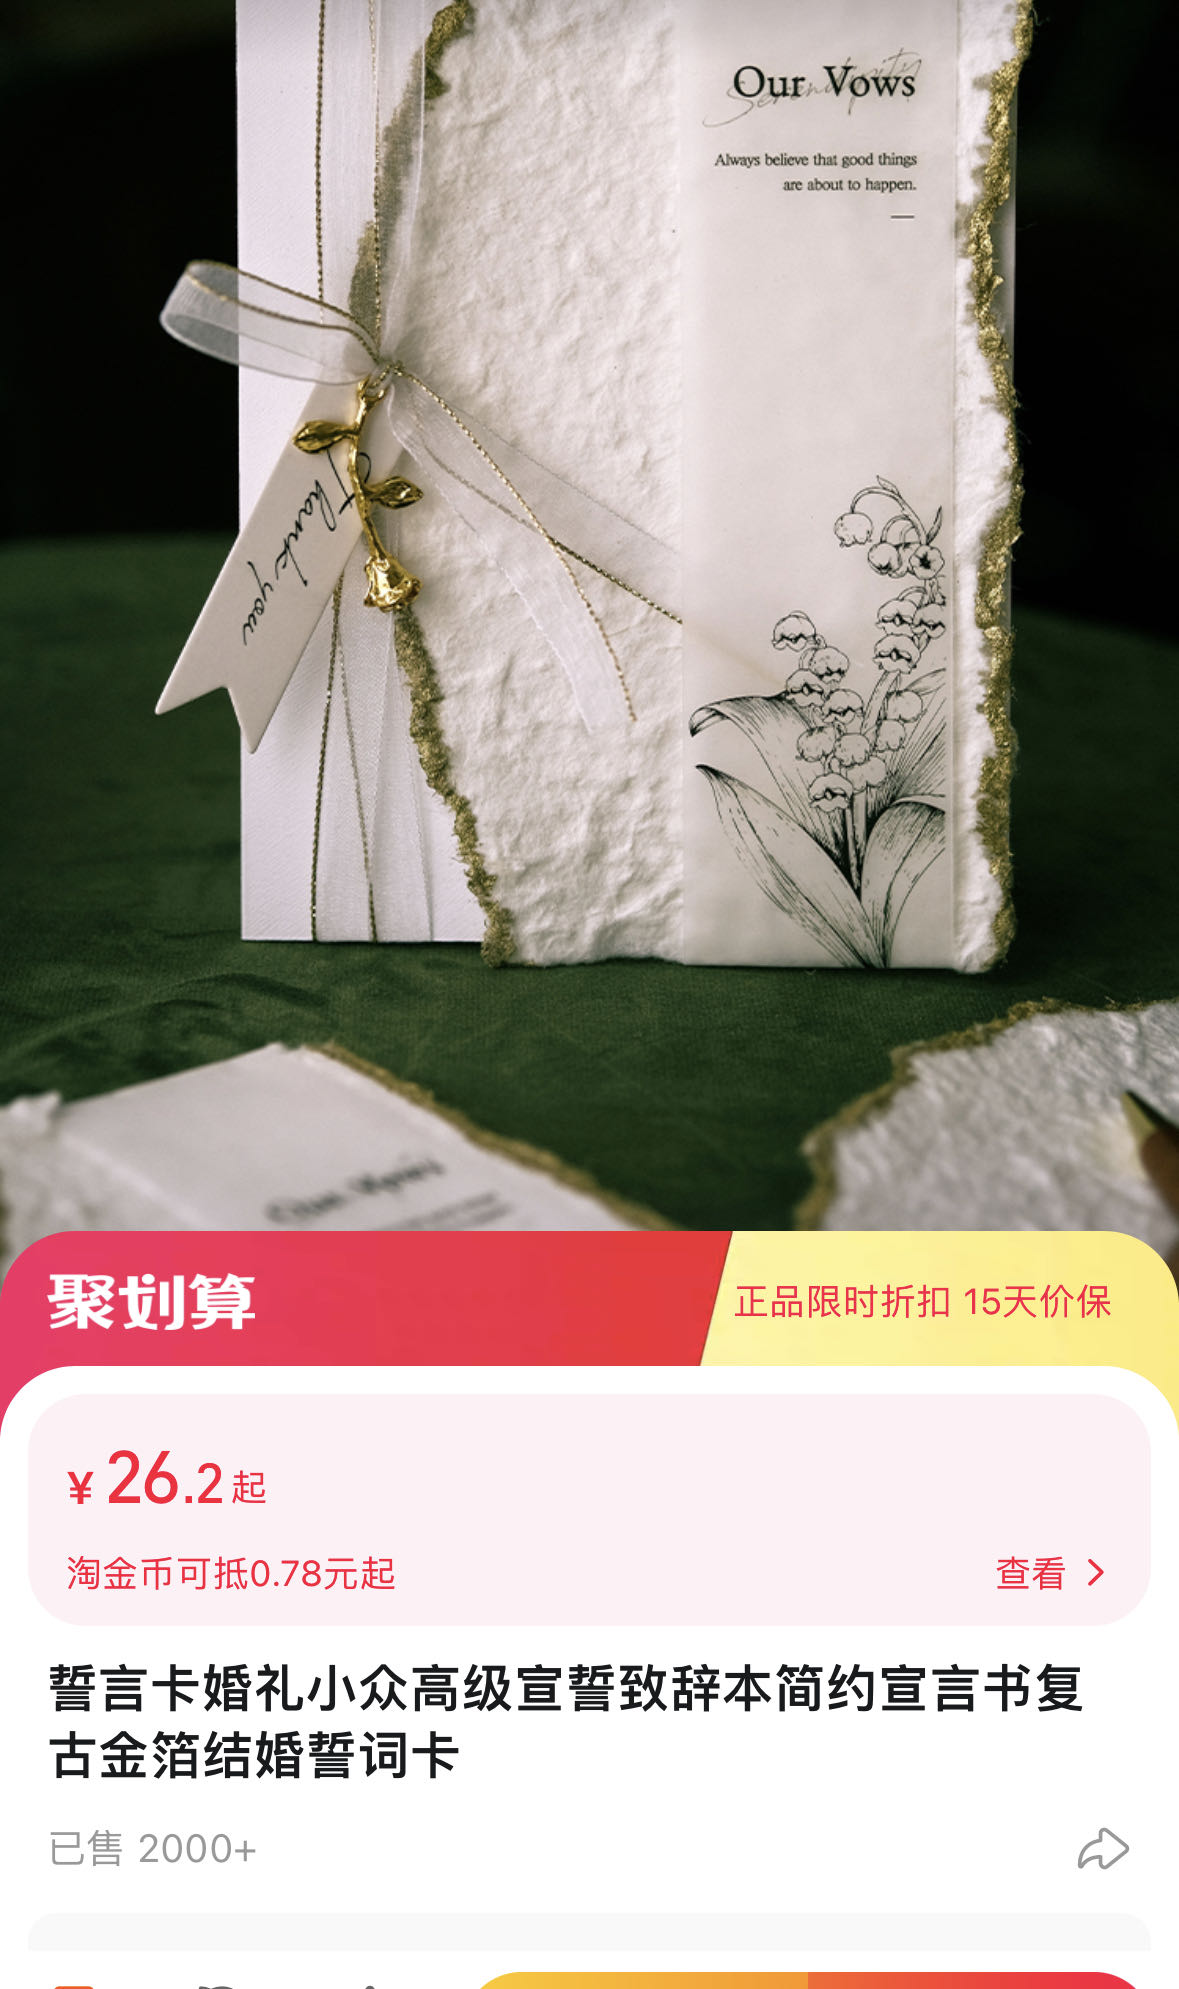 Our Vows
Serendipity
Always believe that good things
are about to happen.
Thank you
Our Vows
聚划算
正品限时折扣 15天价保
¥ 26.2起
淘金币可抵0.78元起
查看
誓言卡婚礼小众高级宣誓致辞本简约宣言书复
古金箔结婚誓词卡
已售 2000+